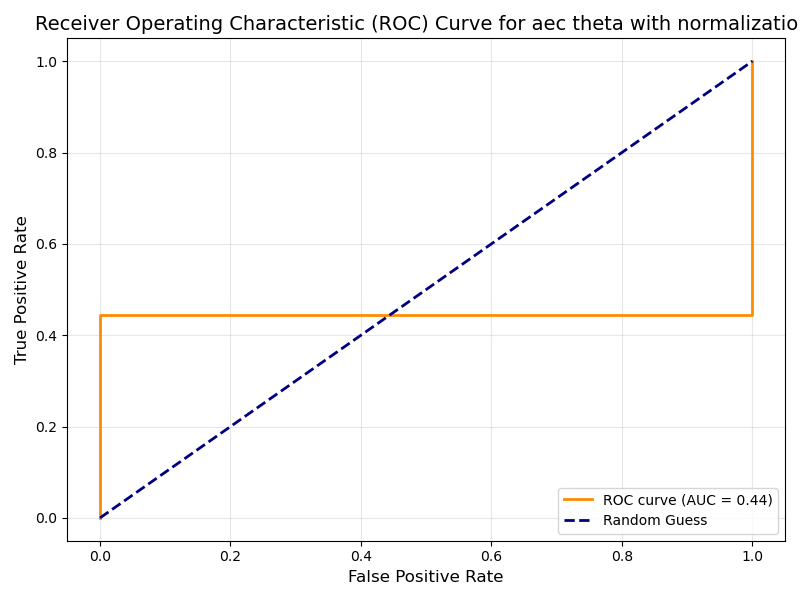 Receiver Operating Characteristic (ROC) Curve for aec theta with normalizatio
1.0
0.8
0.6
0.4
0.2
0.0
True Positive Rate
0.0 0.2 0.4 0.6 0.8 1.0
False Positive Rate
ROC curve (AUC = 0.44)
Random Guess